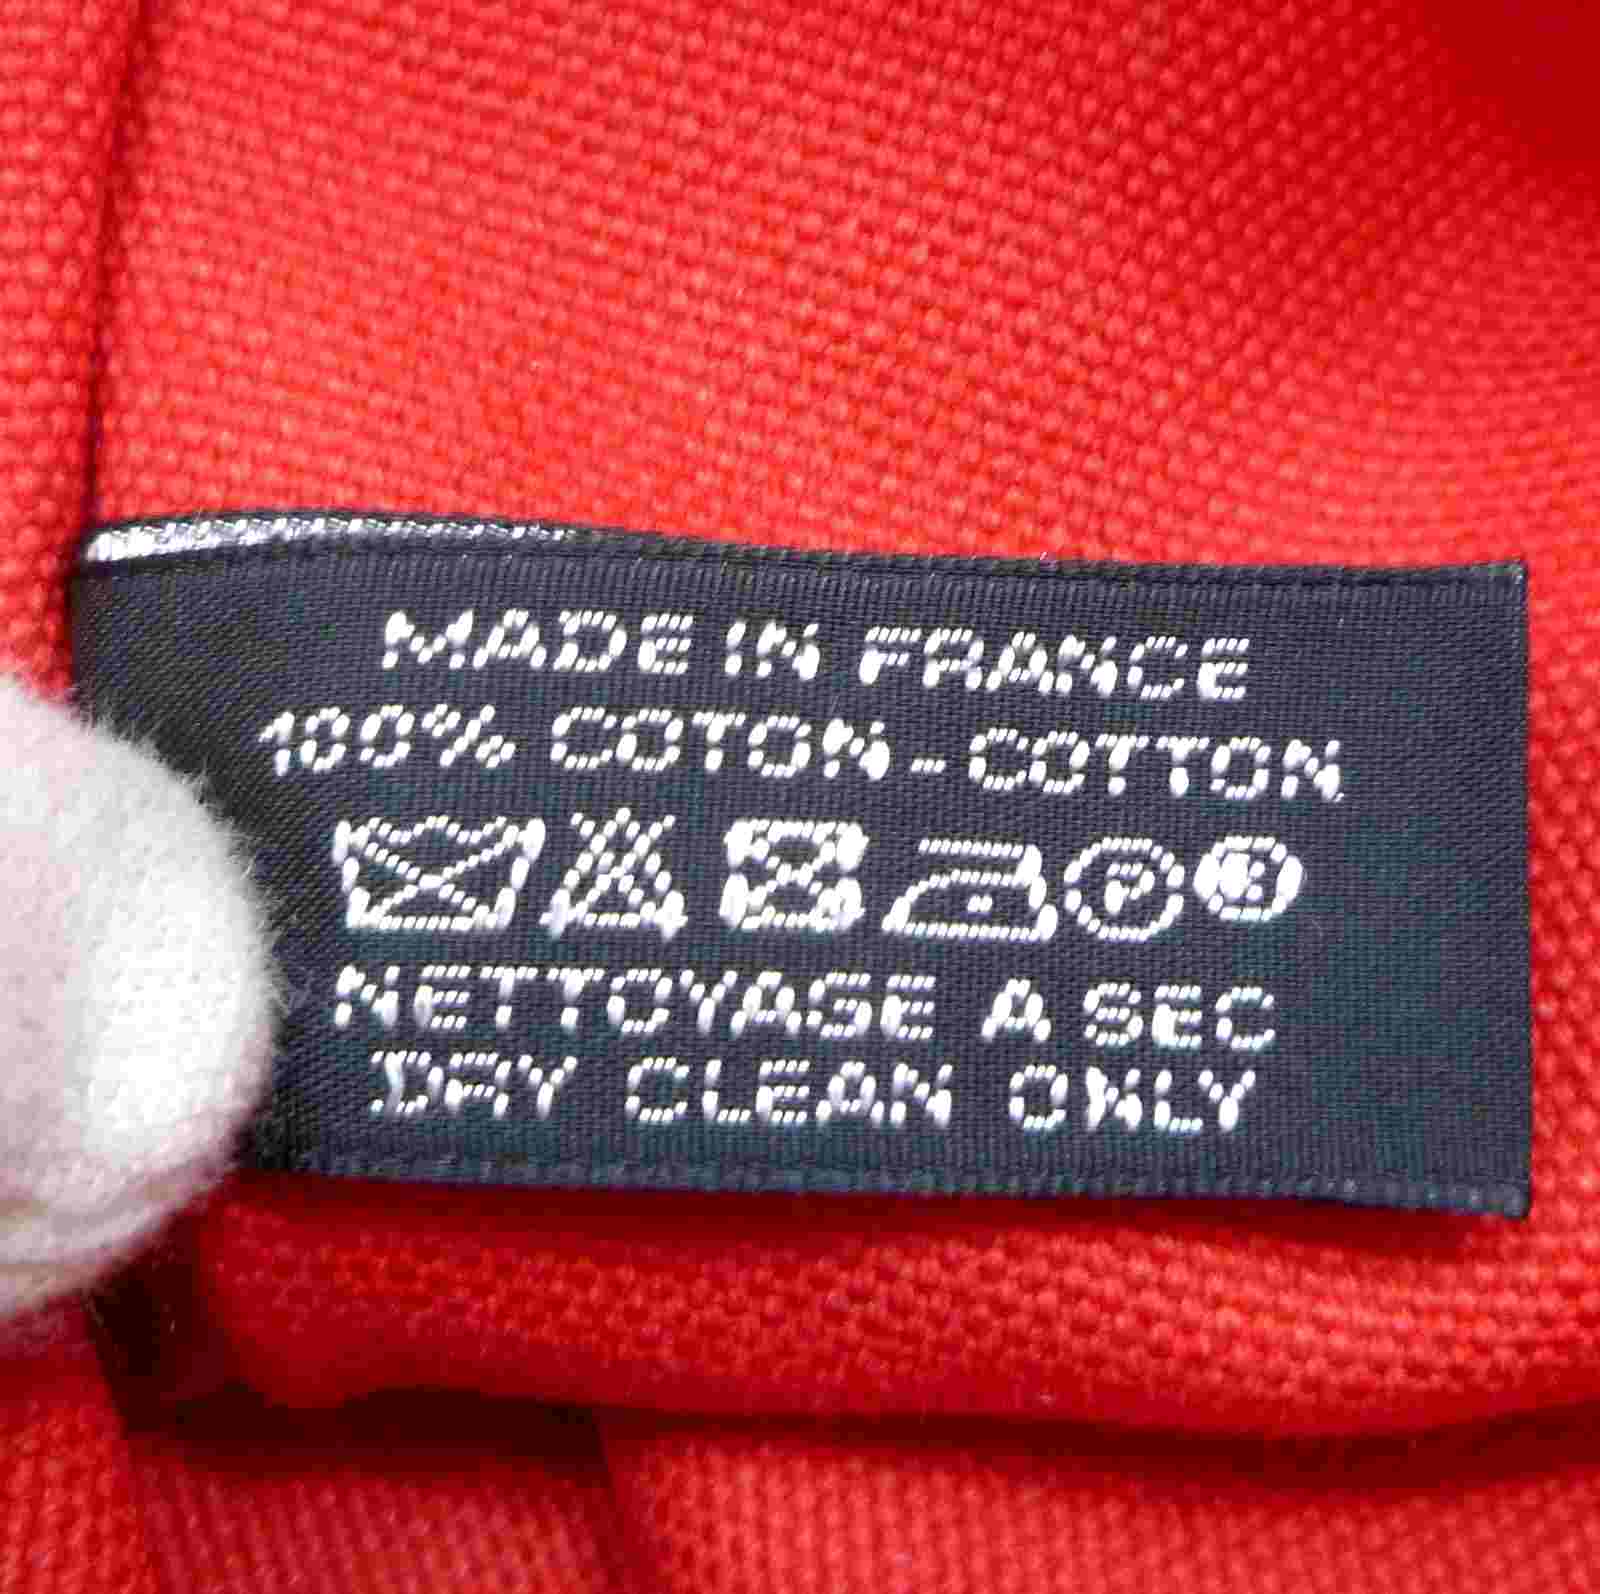 MADE IN FRANCE
100% COTON - COTTON
P ®
NETTOYAGE A SEC
DRY CLEAN ONLY